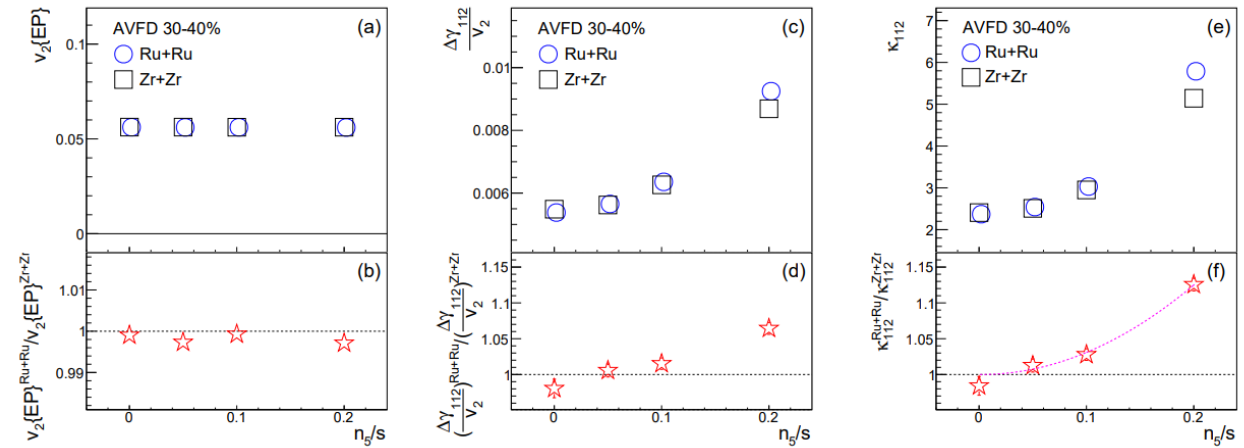 v₂{EP}
0.1
0.05
0
AVFD 30-40%
Ru+Ru
Zr+Zr
(a)
v₂{EP}^Ru+Ru/v₂{EP}^Zr+Zr
1.01
1
0.99
(b)
0
0.1
0.2
n₅/s
Δγ₁₁₂/v₂
0.01
0.008
0.006
AVFD 30-40%
Ru+Ru
Zr+Zr
(c)
(Δγ₁₁₂/v₂)^Ru+Ru/(Δγ₁₁₂/v₂)^Zr+Zr
1.15
1.1
1.05
1
(d)
0
0.1
0.2
n₅/s
κ₁₁₂
7
6
5
4
3
2
AVFD 30-40%
Ru+Ru
Zr+Zr
(e)
κ₁₁₂^Ru+Ru/κ₁₁₂^Zr+Zr
1.15
1.1
1.05
1
(f)
0
0.1
0.2
n₅/s